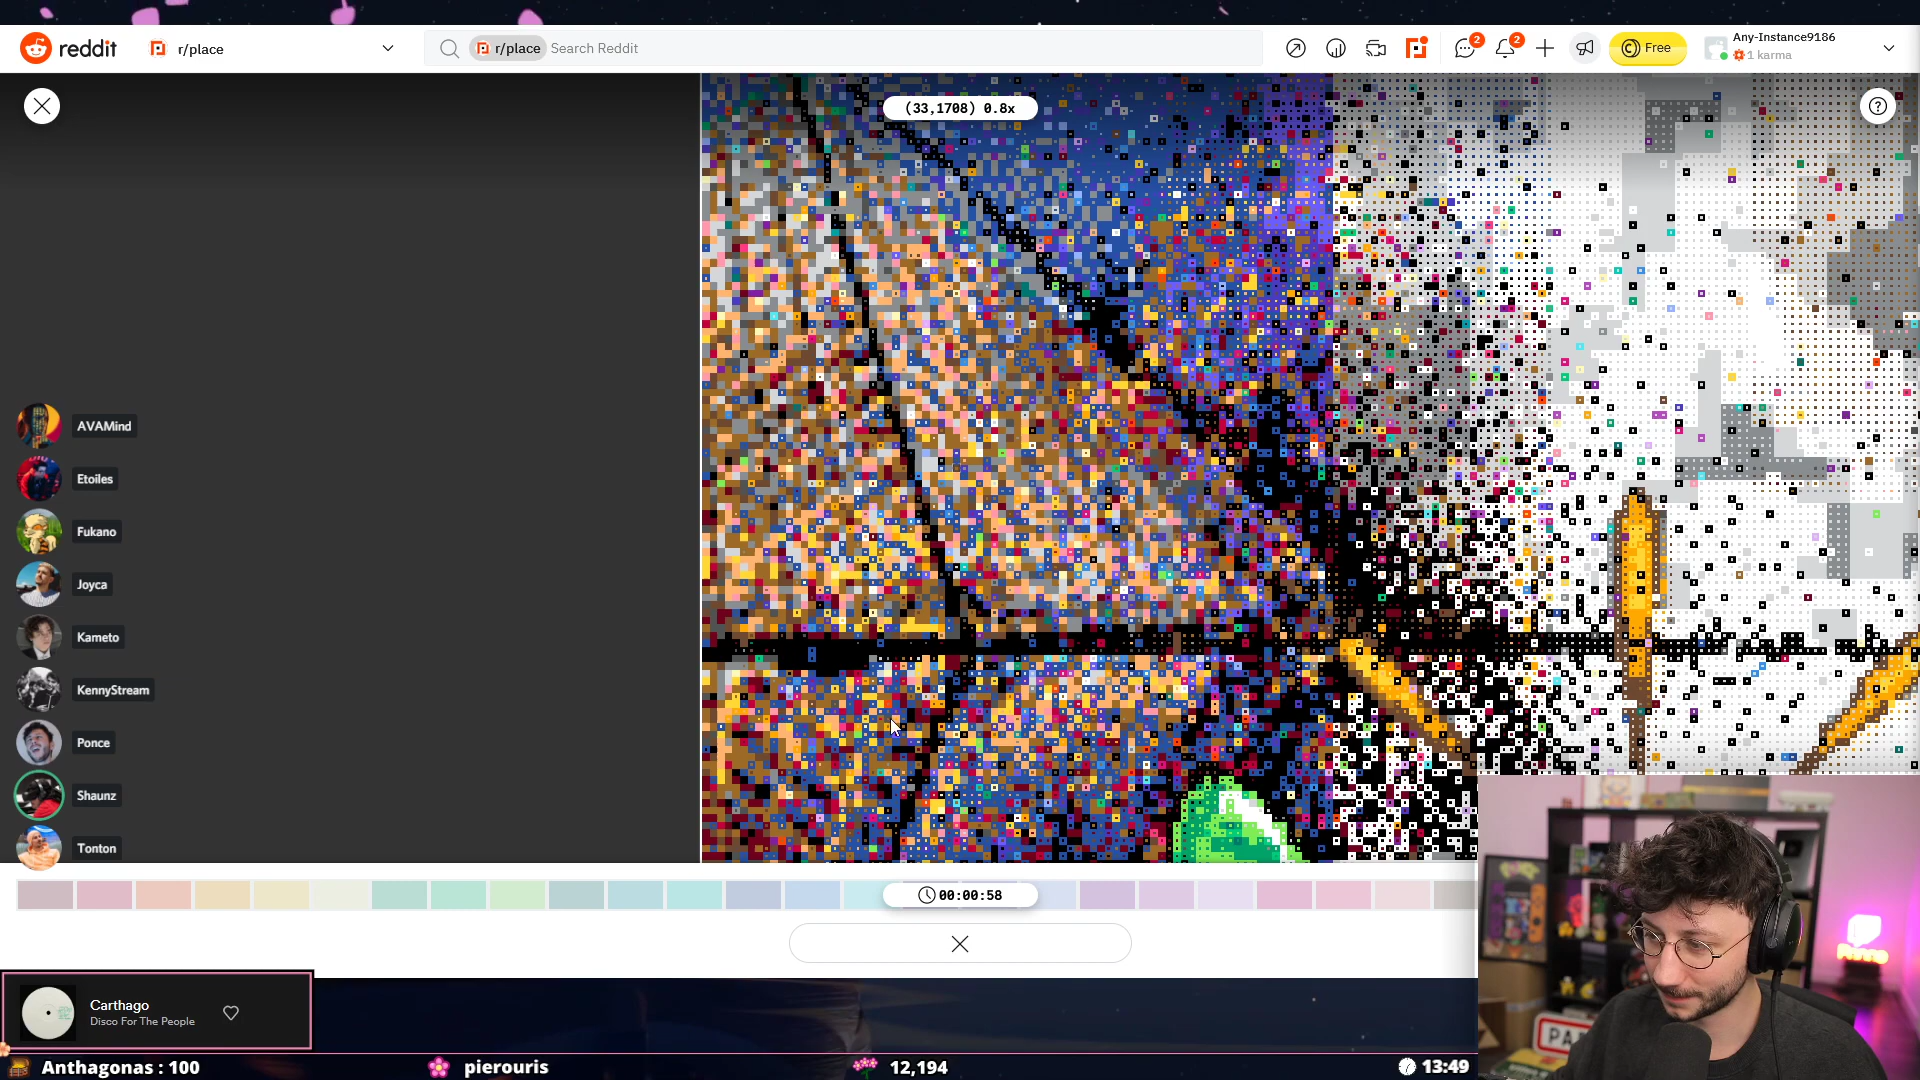 reddit
r/place
r/place Search Reddit
2
2
Free
Any-Instance9186
1 karma
(33,1708) 0.8x
AVAMind
Etoiles
Fukano
Joyca
Kameto
KennyStream
Ponce
Shaunz
Tonton
00:00:58
Carthago
Disco For The People
Anthagonas : 100
pierouris
12,194
13:49